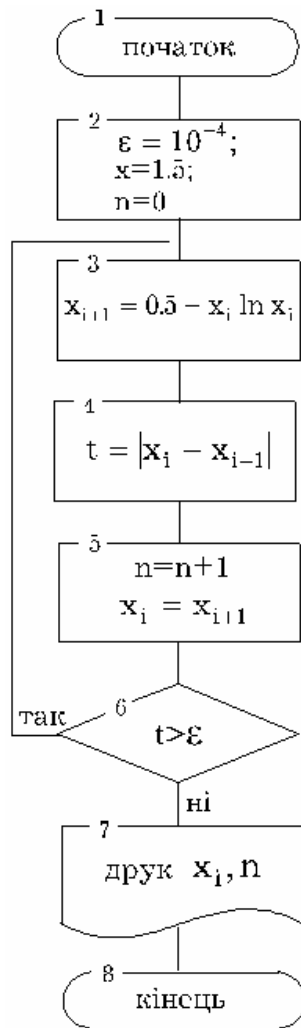 1
початок
2
ε = 10⁻⁴;
x=1.5;
n=0
3
xᵢ₊₁ = 0.5 − xᵢ ln xᵢ
4
t = |xᵢ − xᵢ₋₁|
5
n=n+1
xᵢ = xᵢ₊₁
6
так
t>ε
ні
7
друк xᵢ, n
8
кінець